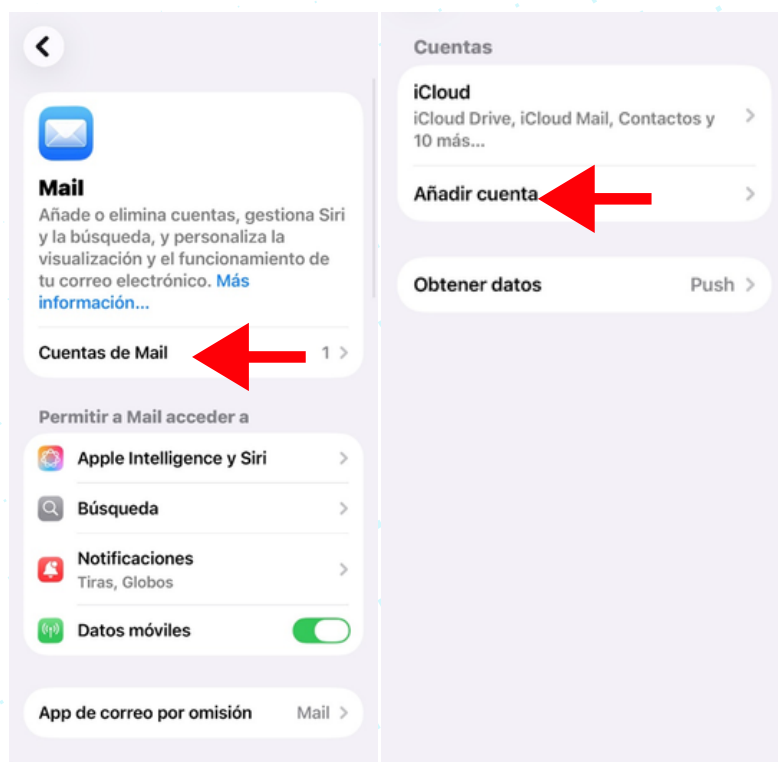 Mail
Añade o elimina cuentas, gestiona Siri
y la búsqueda, y personaliza la
visualización y el funcionamiento de
tu correo electrónico. Más
información...
Cuentas de Mail 1
Permitir a Mail acceder a
Apple Intelligence y Siri
Búsqueda
Notificaciones
Tiras, Globos
Datos móviles
App de correo por omisión Mail
Cuentas
iCloud
iCloud Drive, iCloud Mail, Contactos y
10 más...
Añadir cuenta
Obtener datos Push